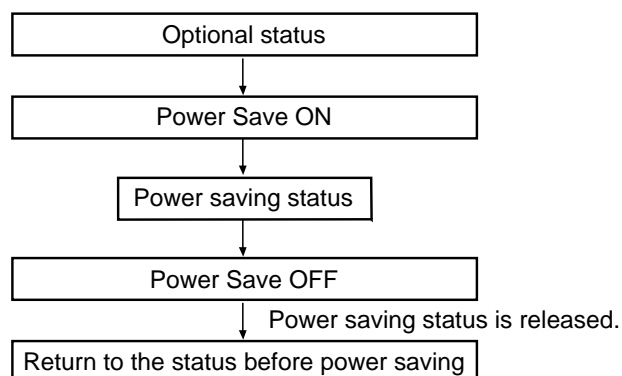 Optional status
Power Save ON
Power saving status
Power Save OFF
Power saving status is released.
Return to the status before power saving